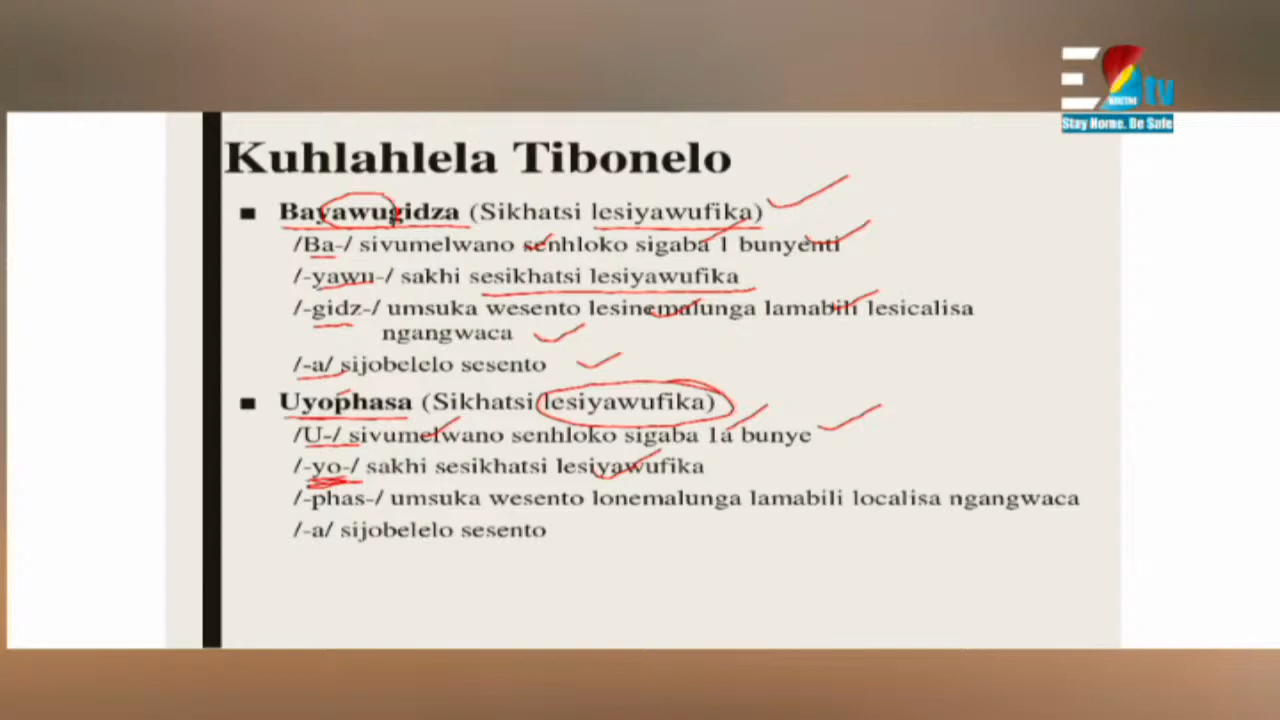 tv
Stay Home. Be Safe
Kuhlahlela Tibonelo
Bayawugidza (Sikhatsi lesiyawufika)
/Ba-/ sivumelwano senhloko sigaba 1 bunyenti
/-yawu-/ sakhi sesikhatsi lesiyawufika
/-gidz-/ umsuka wesento lesinemalunga lamabili lesicalisa
ngangwaca
/-a/ sijobelelo sesento
Uyophasa (Sikhatsi lesiyawufika)
/U-/ sivumelwano senhloko sigaba 1a bunye
/-yo-/ sakhi sesikhatsi lesiyawufika
/-phas-/ umsuka wesento lonemalunga lamabili localisa ngangwaca
/-a/ sijobelelo sesento